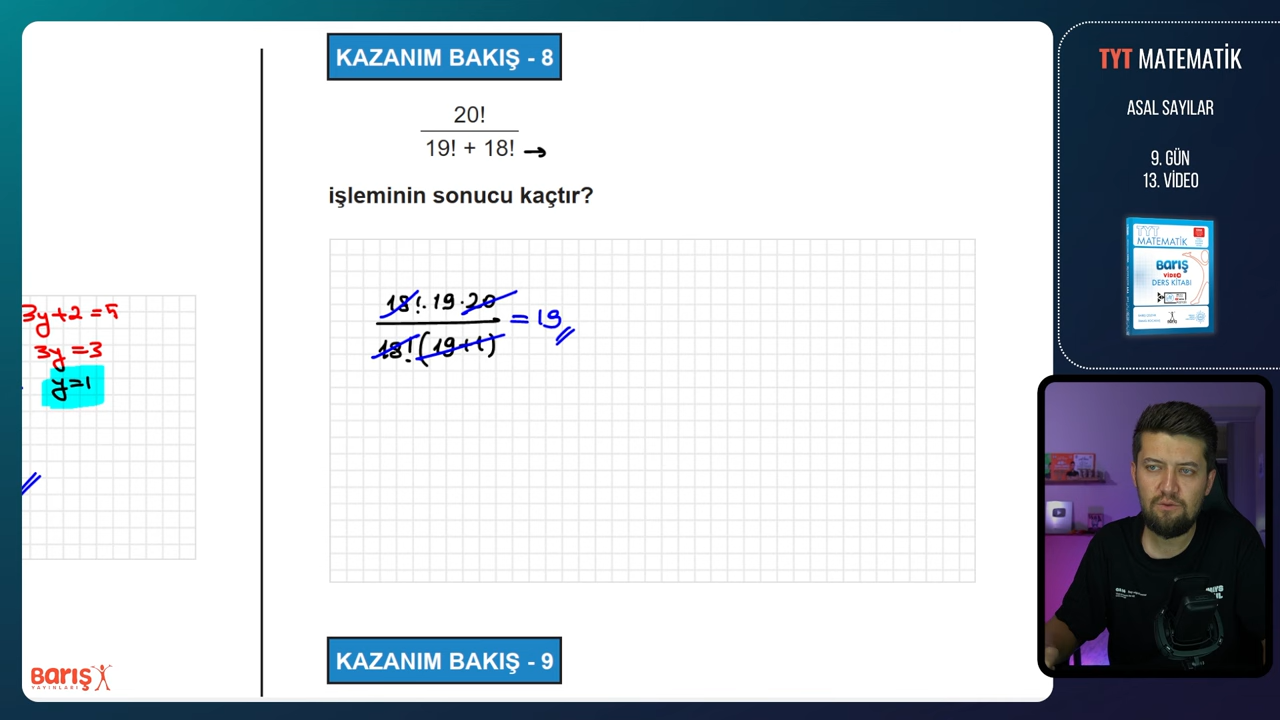 KAZANIM BAKIŞ - 8
20!
19! + 18! →
işleminin sonucu kaçtır?
18!.19.20
18!(19+1)
= 19
3y+2=5
3y=3
y=1
KAZANIM BAKIŞ - 9
BARIŞ
YAYINLARI
TYT MATEMATİK
ASAL SAYILAR
9. GÜN
13. VİDEO
TYT
MATEMATİK
BARIŞ
VİDEO
DERS KİTABI